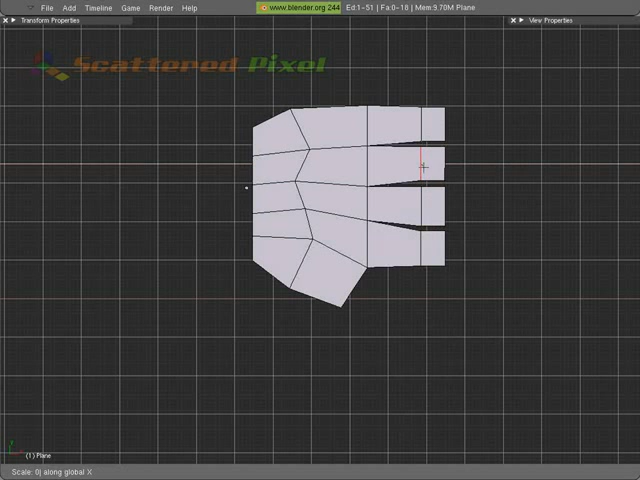 File Add Timeline Game Render Help www.blender.org 244 Ed:1-51 | Fa:0-18 | Mem:9.70M Plane
Transform Properties View Properties
Scattered Pixel
(1) Plane
Scale: 0| along global X